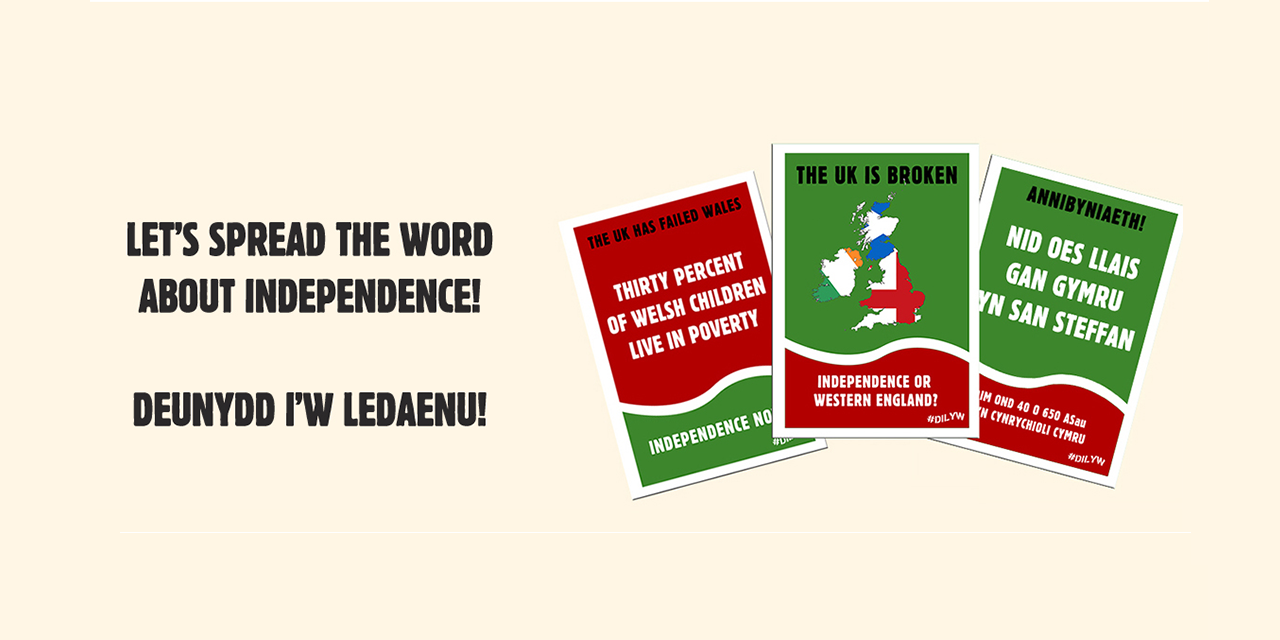 LET'S SPREAD THE WORD
ABOUT INDEPENDENCE!
DEUNYDD I'W LEDAENU!
THE UK HAS FAILED WALES
THIRTY PERCENT
OF WELSH CHILDREN
LIVE IN POVERTY
INDEPENDENCE
THE UK IS BROKEN
INDEPENDENCE OR
WESTERN ENGLAND?
#DILYW
ANNIBYNIAETH!
NID OES LLAIS
GAN GYMRU
YN SAN STEFFAN
OND 40 O 650 ASau
CYNRYCHIOLI CYMRU
#DILYW